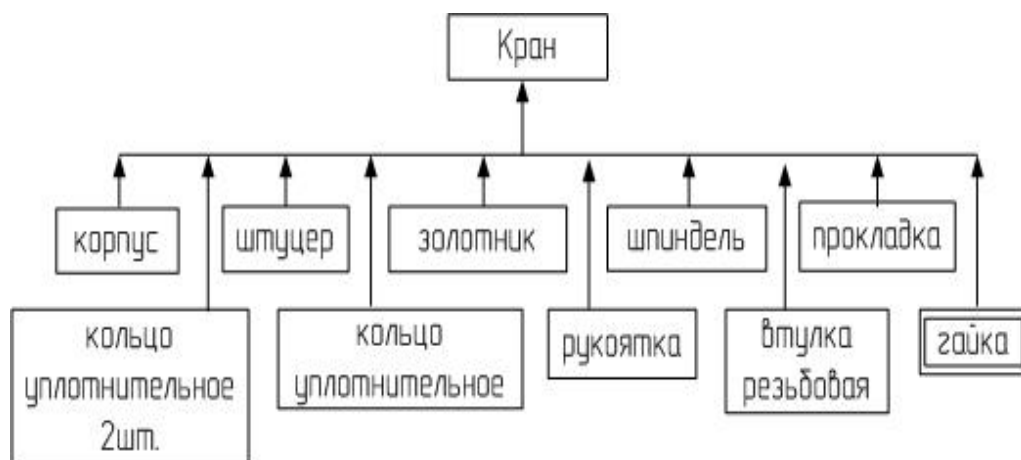 Кран
корпус
штуцер
золотник
шпиндель
прокладка
кольцо
уплотнительное
2шт.
кольцо
уплотнительное
рукоятка
втулка
резьбовая
гайка